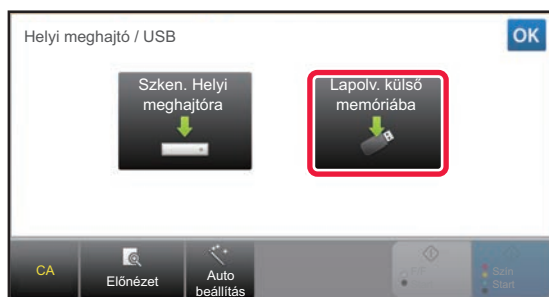 Helyi meghajtó / USB
OK
Szken. Helyi
meghajtóra
Lapolv. külső
memóriába
CA
Előnézet
Auto
beállítás
Szín
Start